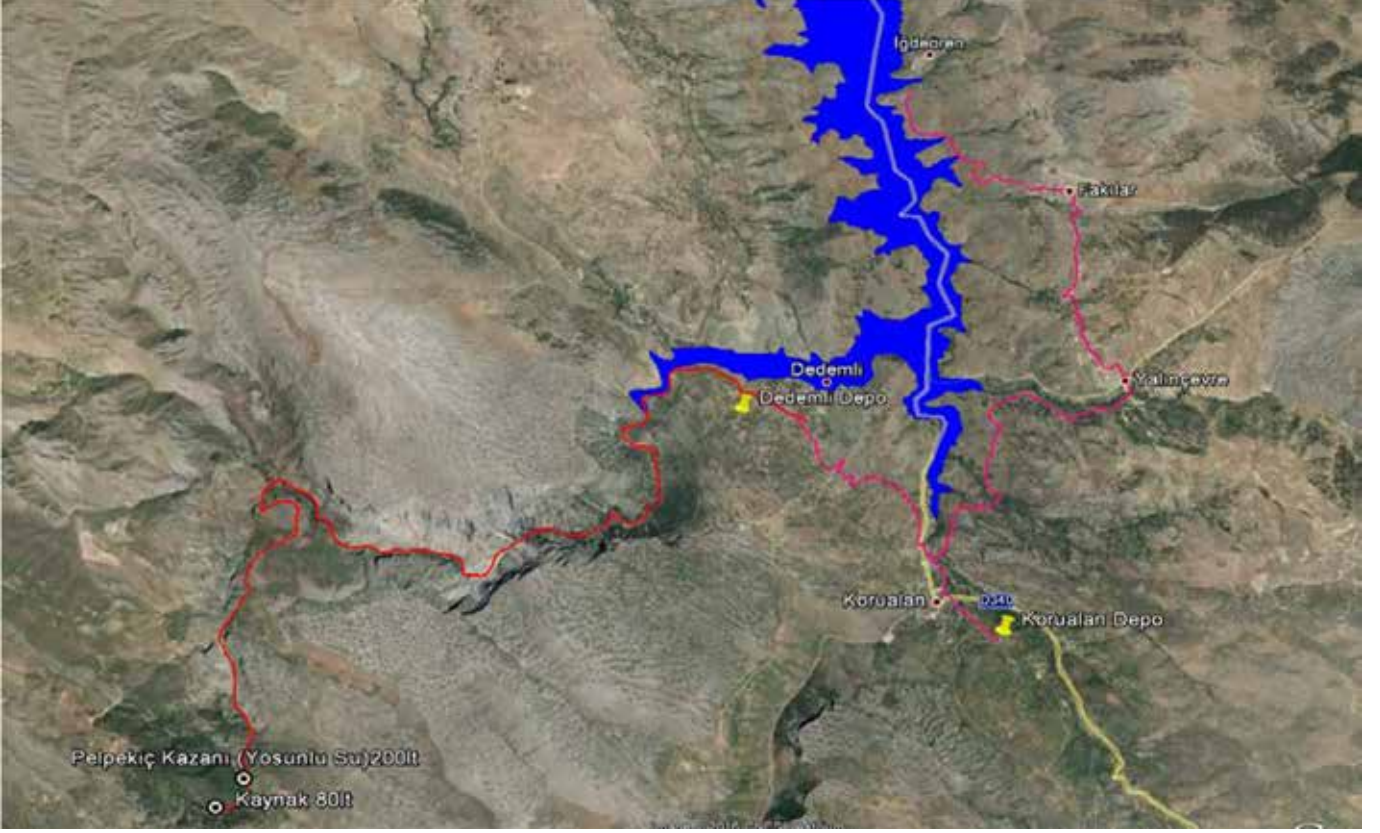 İğdeören
Fakılar
Dedemli
Yalınçevre
Dedemli Depo
Korualan
D340
Korualan Depo
Pelpekiç Kazanı (Yosunlu Su)200lt
Kaynak 80lt